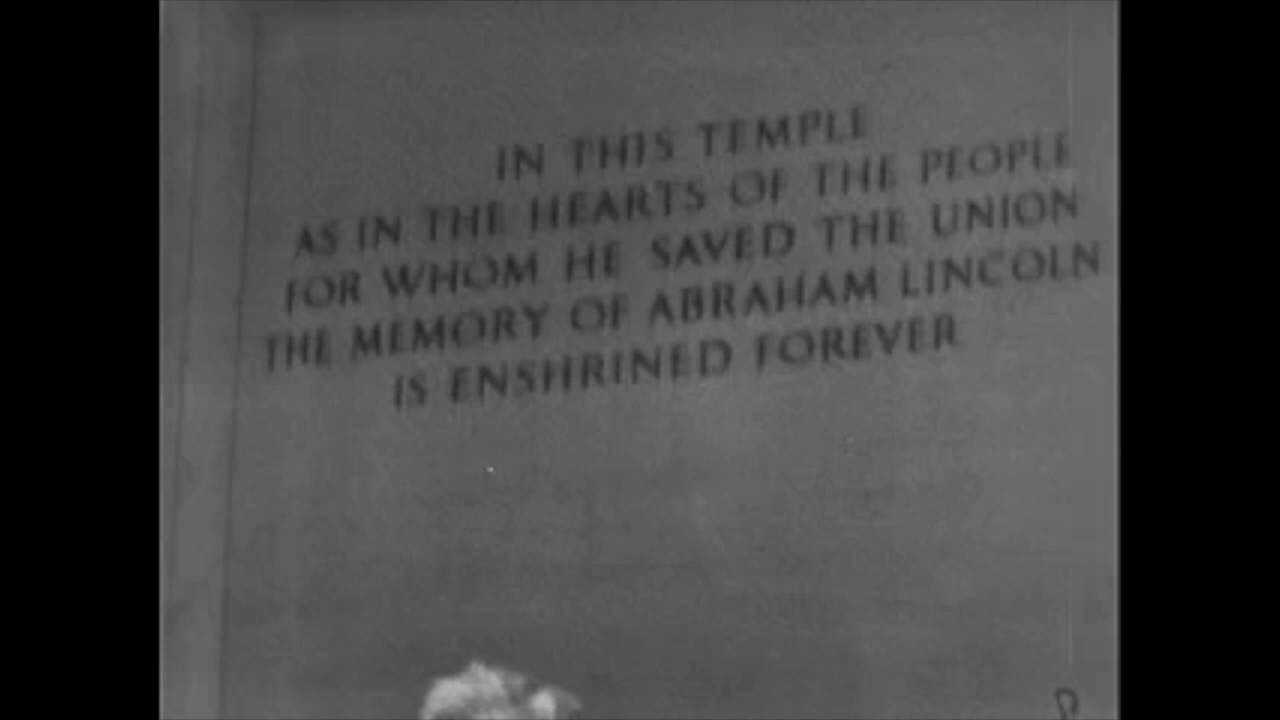 IN THIS TEMPLE
AS IN THE HEARTS OF THE PEOPLE
FOR WHOM HE SAVED THE UNION
THE MEMORY OF ABRAHAM LINCOLN
IS ENSHRINED FOREVER